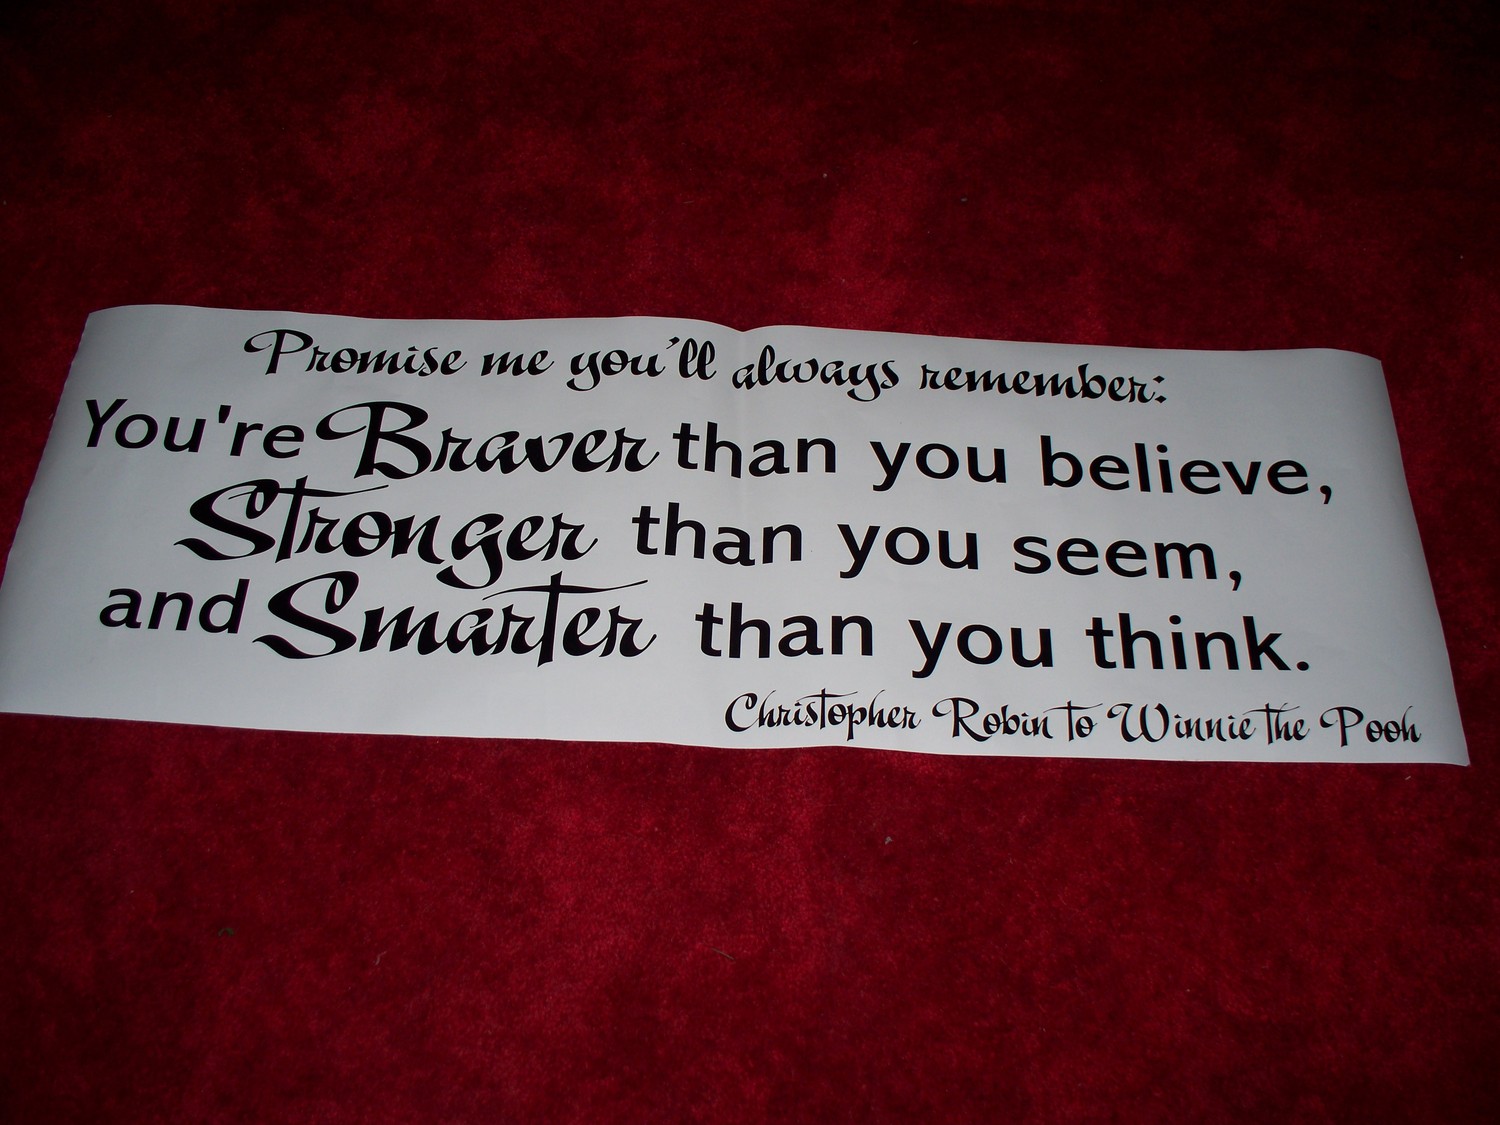 Promise me you'll always remember:
You're Braver than you believe,
Stronger than you seem,
and Smarter than you think.
Christopher Robin to Winnie the Pooh